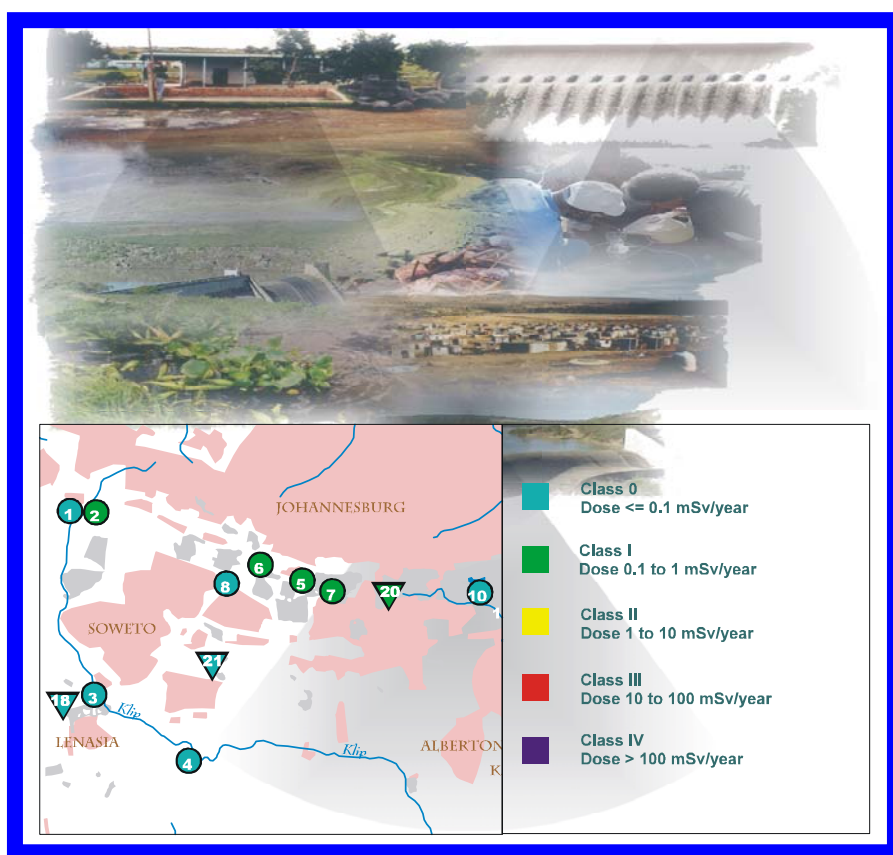 JOHANNESBURG
1
2
6
5
8
7
20
10
1
SOWETO
21
18
3
Klip
LENASIA
Klip
ALBERTON
K
4
Class 0
Dose <= 0.1 mSv/year
Class I
Dose 0.1 to 1 mSv/year
Class II
Dose 1 to 10 mSv/year
Class III
Dose 10 to 100 mSv/year
Class IV
Dose > 100 mSv/year